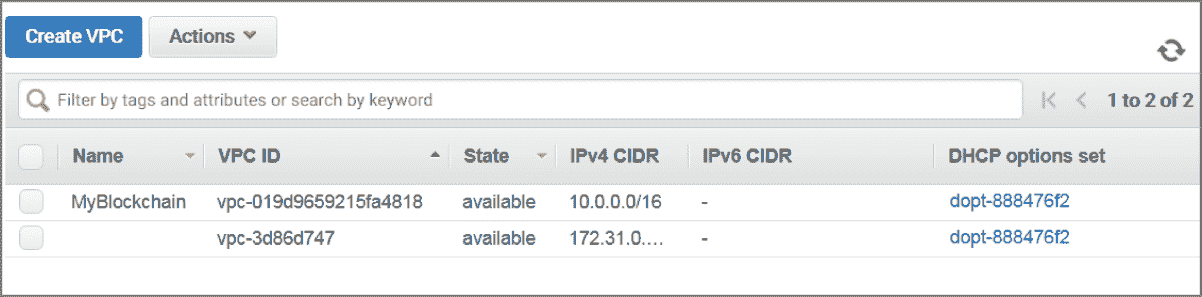 Create VPC Actions
Filter by tags and attributes or search by keyword 1 to 2 of 2
Name VPC ID State IPv4 CIDR IPv6 CIDR DHCP options set
MyBlockchain vpc-019d9659215fa4818 available 10.0.0.0/16 - dopt-888476f2
vpc-3d86d747 available 172.31.0.... - dopt-888476f2